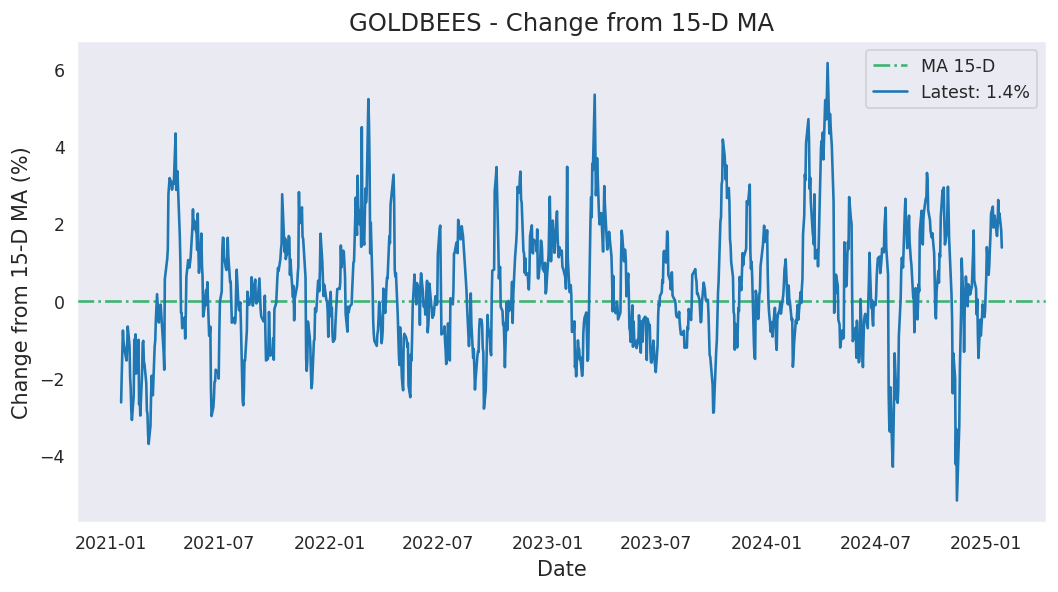 GOLDBEES - Change from 15-D MA
MA 15-D
Latest: 1.4%
Change from 15-D MA (%)
6
4
2
0
−2
−4
2021-01 2021-07 2022-01 2022-07 2023-01 2023-07 2024-01 2024-07 2025-01
Date